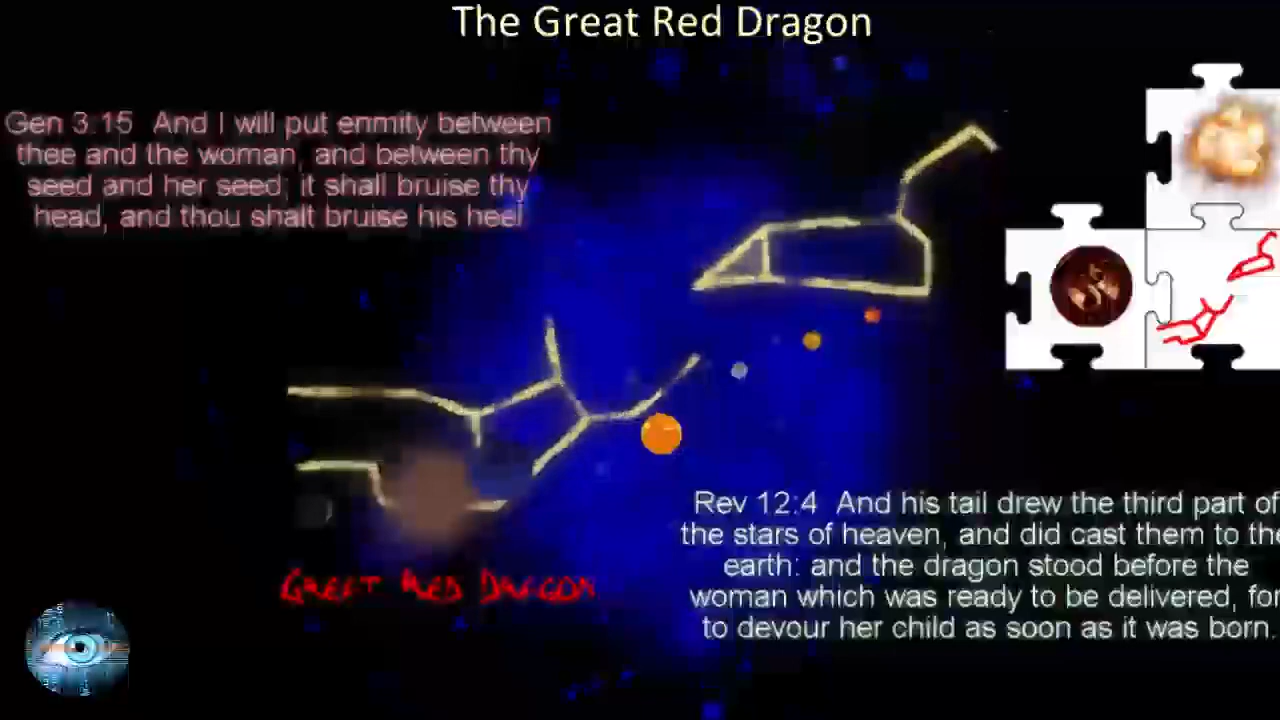 The Great Red Dragon
Gen 3:15 And I will put enmity between
thee and the woman, and between thy
seed and her seed; it shall bruise thy
head, and thou shalt bruise his heel
Rev 12:4 And his tail drew the third part of
the stars of heaven, and did cast them to the
earth: and the dragon stood before the
woman which was ready to be delivered, for
to devour her child as soon as it was born.
GREAT RED DRAGON